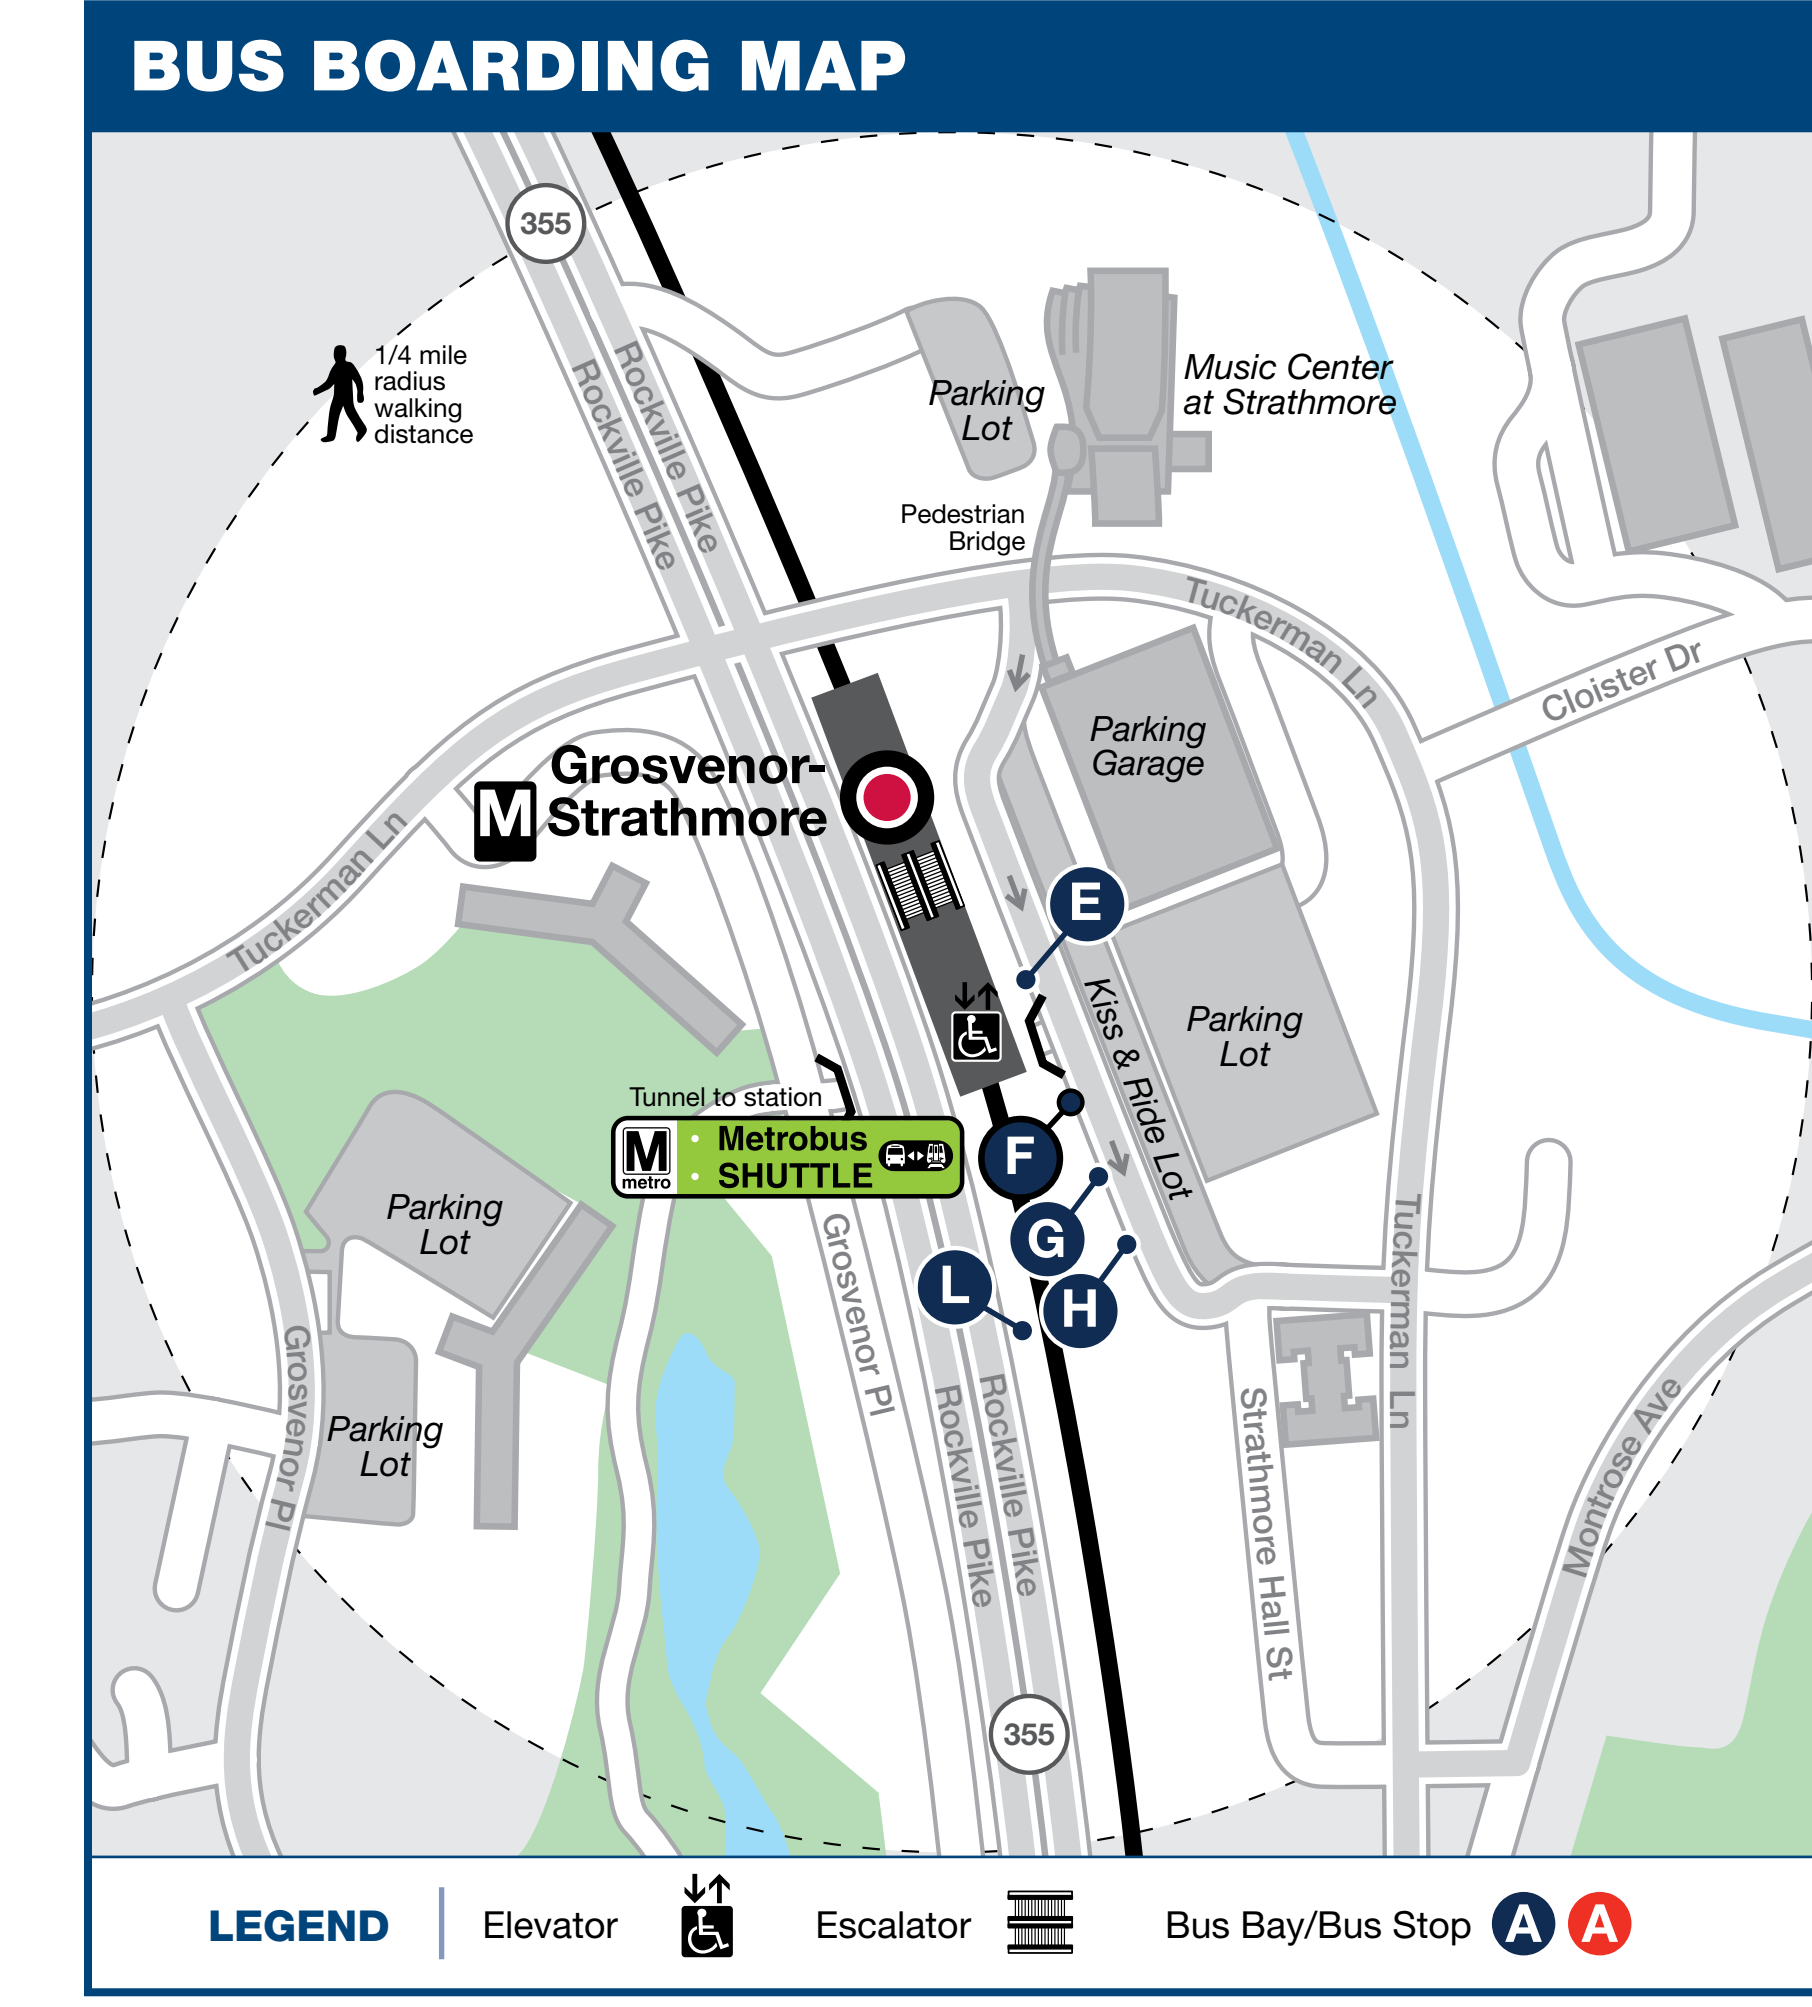 BUS BOARDING MAP
355
1/4 mile
radius
walking
distance
Rockville Pike
Rockville Pike
Parking
Lot
Music Center
at Strathmore
Pedestrian
Bridge
Tuckerman Ln
Cloister Dr
Parking
Garage
Grosvenor-
M Strathmore
Tuckerman Ln
E
Kiss & Ride Lot
Parking
Lot
Tunnel to station
M
metro
• Metrobus
• SHUTTLE
F
G
H
L
Parking
Lot
Grosvenor Pl
Grosvenor Pl
Parking
Lot
Tuckerman Ln
Rockville Pike
Rockville Pike
Strathmore Hall St
Montrose Ave
355
LEGEND
Elevator
Escalator
Bus Bay/Bus Stop A A